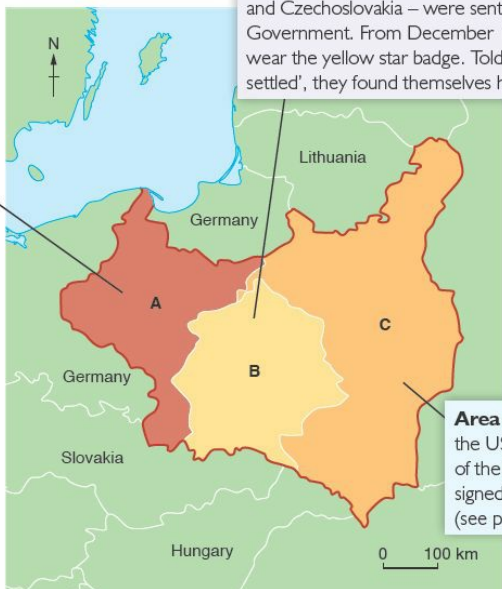 and Czechoslovakia – were sent
Government. From December
wear the yellow star badge. Told
settled', they found themselves h
N
Lithuania
Germany
A
C
B
Germany
Area
the US
of the
signed
(see p
Slovakia
Hungary
0 100 km